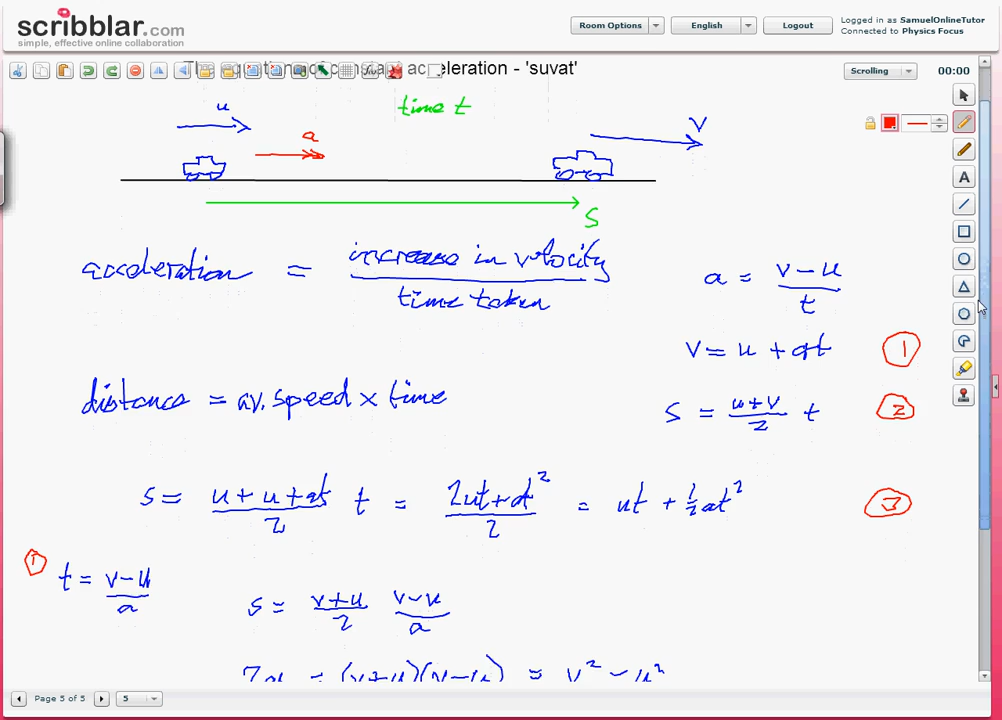 scribblar.com
simple, effective online collaboration
Room Options
English
Logout
Logged in as SamuelOnlineTutor
Connected to Physics Focus
acceleration - 'suvat'
Scrolling
00:00
time t
u
a
v
s
acceleration = increase in velocity / time taken
a = (v - u) / t
v = u + at ①
distance = av. speed × time
s = (u + v) / 2 t ②
s = (u + u + at) / 2 t = (2ut + at²) / 2 = ut + ½at² ③
①
t = (v - u) / a
s = (v + u) / 2 (v - u) / a
= (v+u)(v-u) = v² - u²
A
Page 5 of 5
5